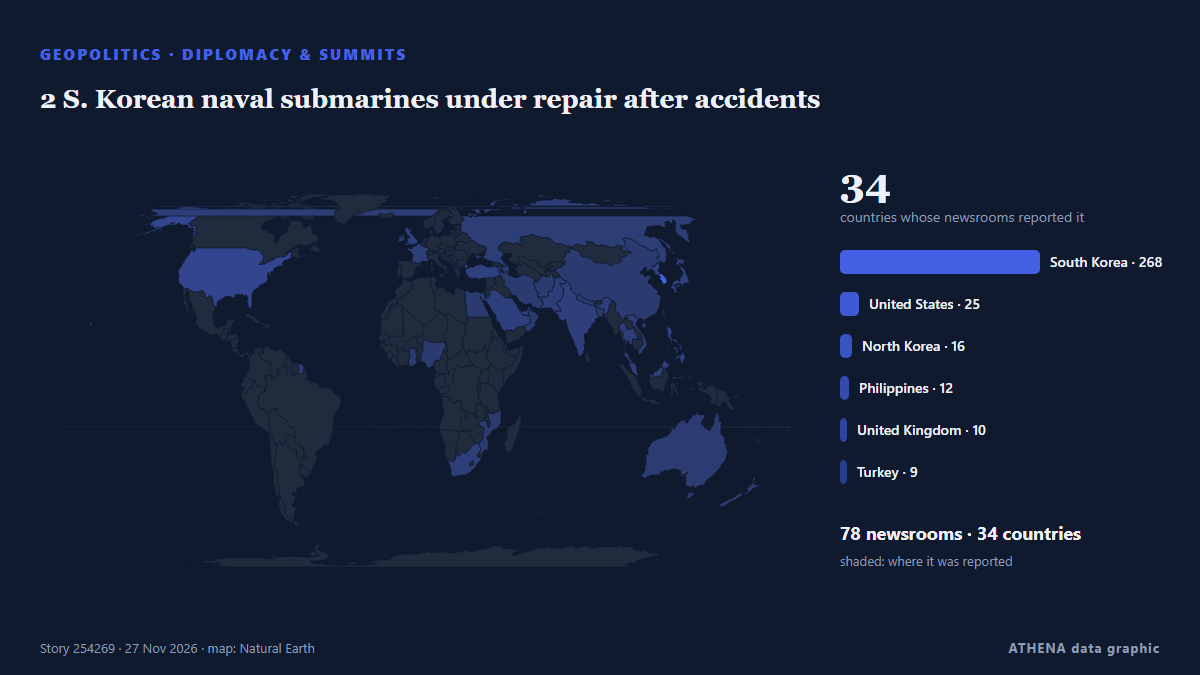 GEOPOLITICS · DIPLOMACY & SUMMITS
2 S. Korean naval submarines under repair after accidents
34
countries whose newsrooms reported it
South Korea · 268
United States · 25
North Korea · 16
Philippines · 12
United Kingdom · 10
Turkey · 9
78 newsrooms · 34 countries
shaded: where it was reported
Story 254269 · 27 Nov 2026 · map: Natural Earth
ATHENA data graphic